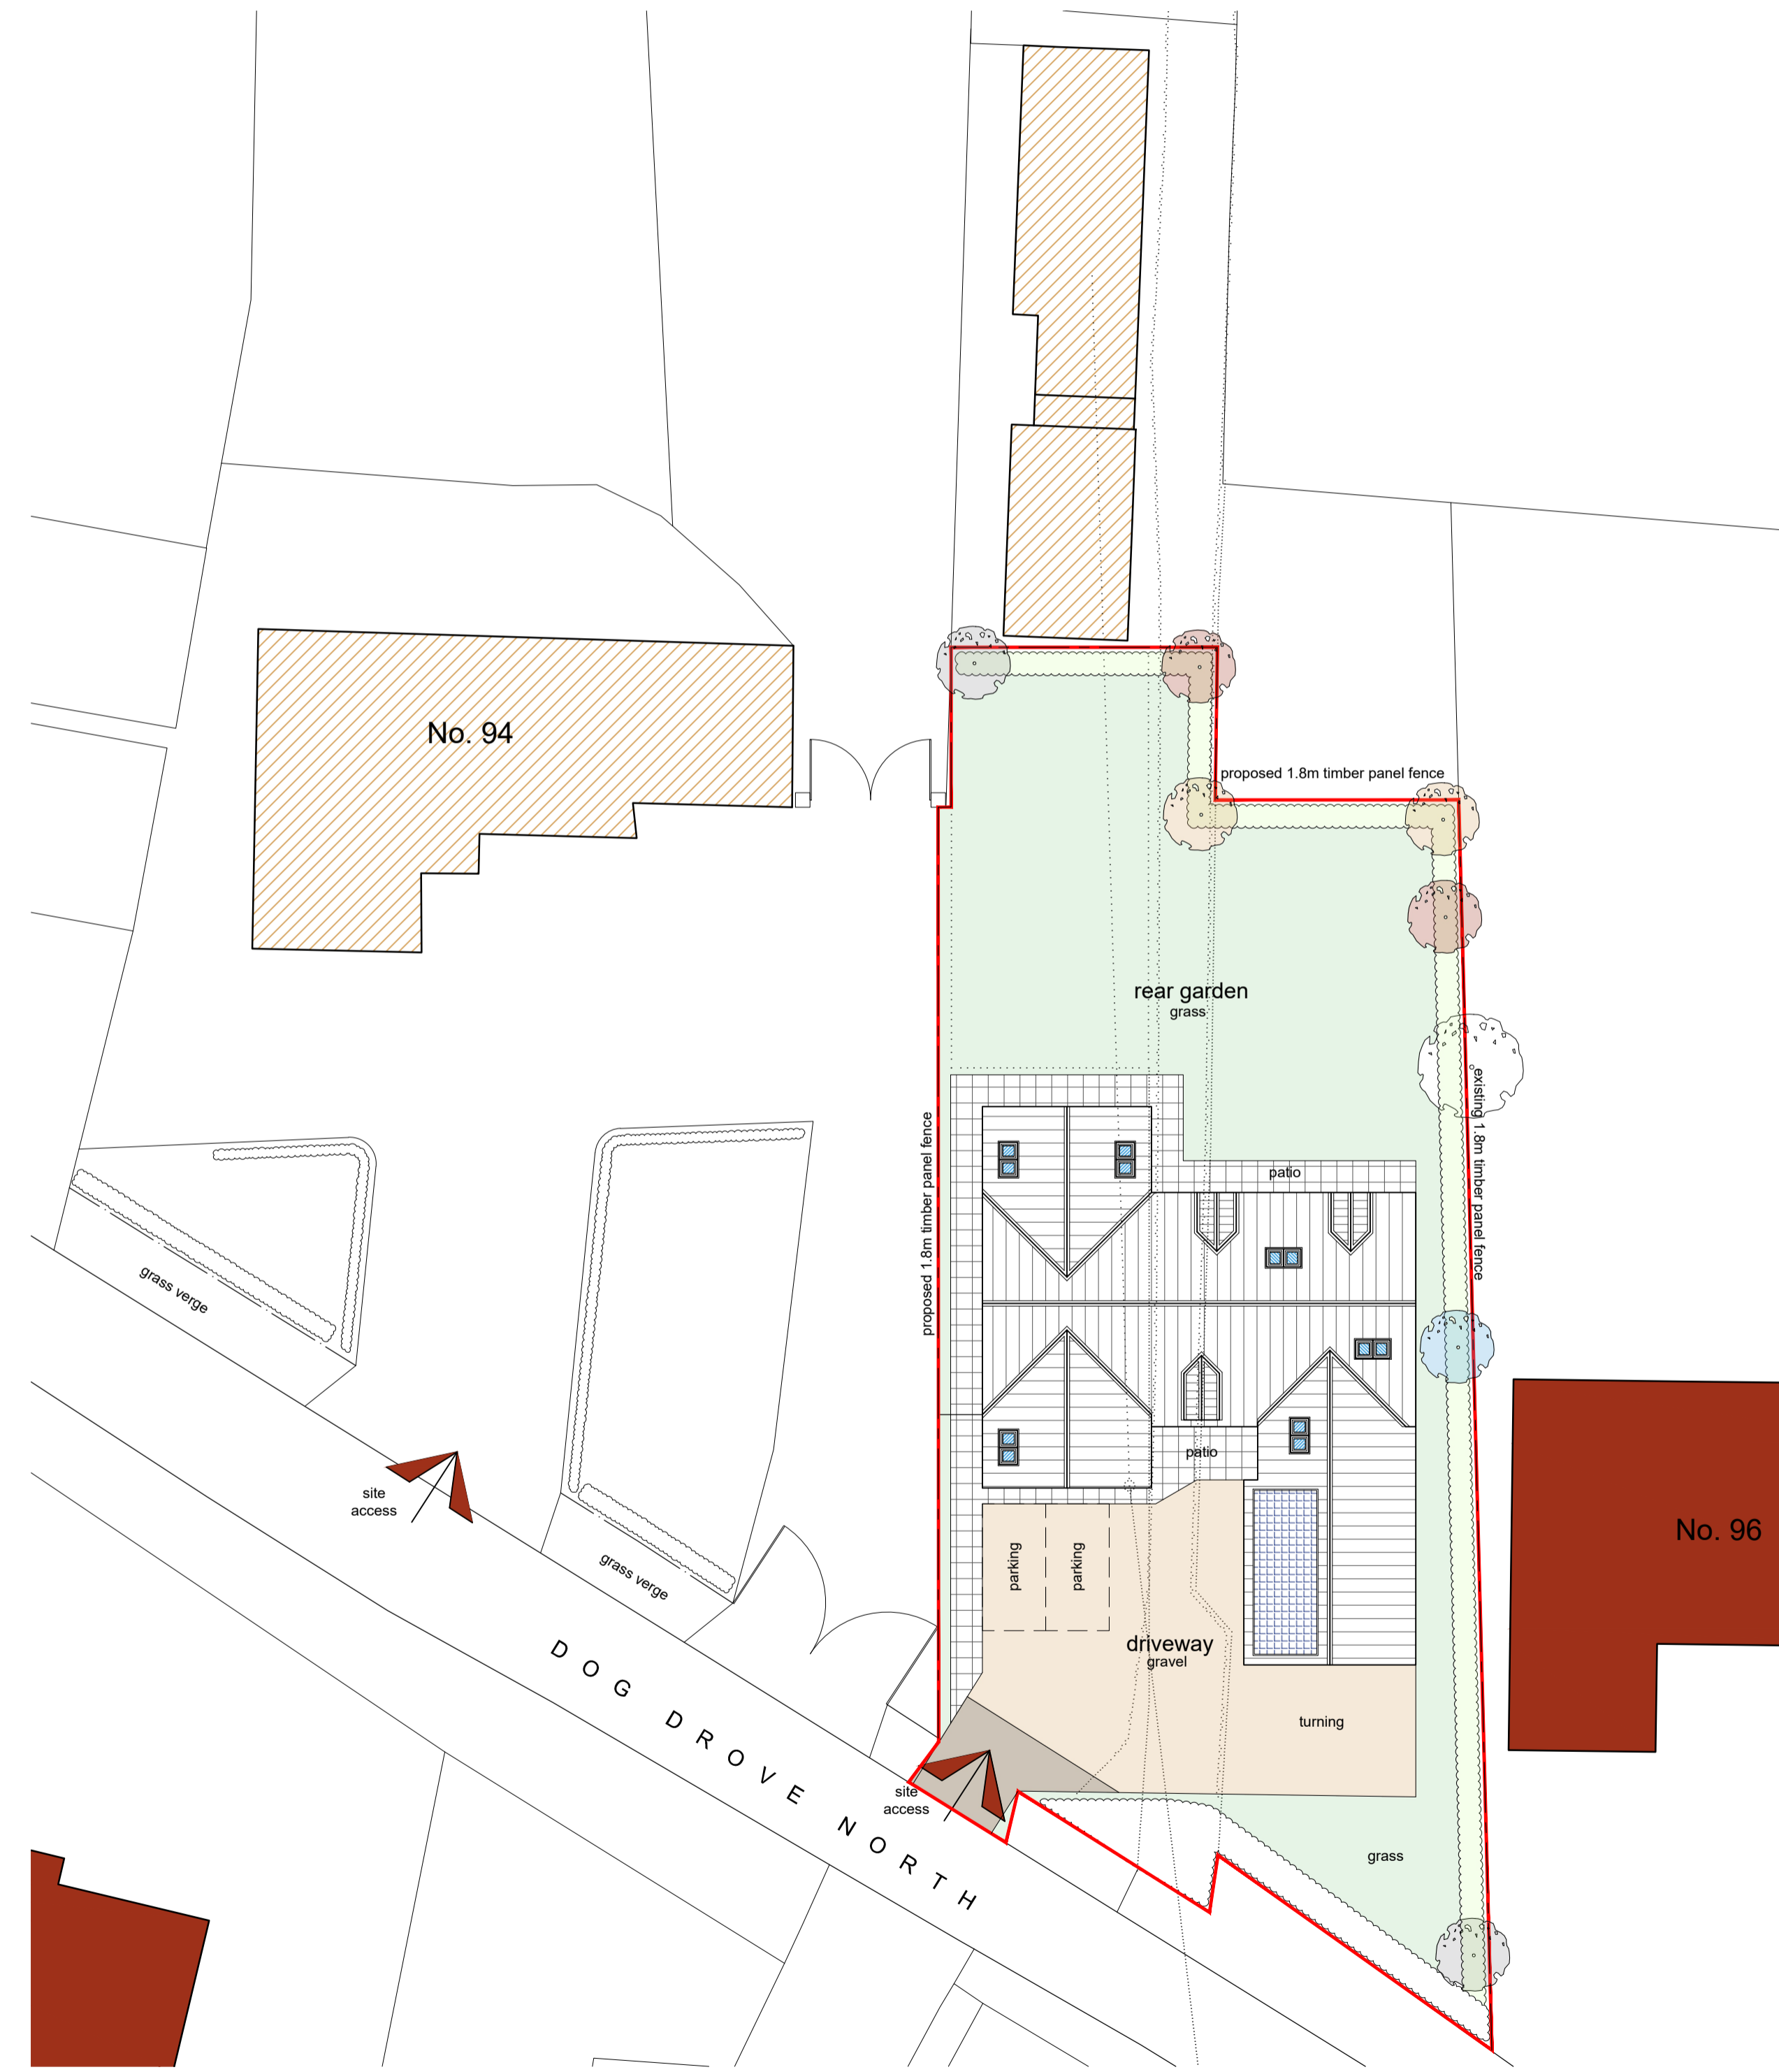 No. 94
proposed 1.8m timber panel fence
rear garden
grass
existing 1.8m timber panel fence
proposed 1.8m timber panel fence
patio
grass verge
patio
site
access
grass verge
parking
parking
No. 96
driveway
gravel
turning
DOG DROVE NORTH
site
access
grass